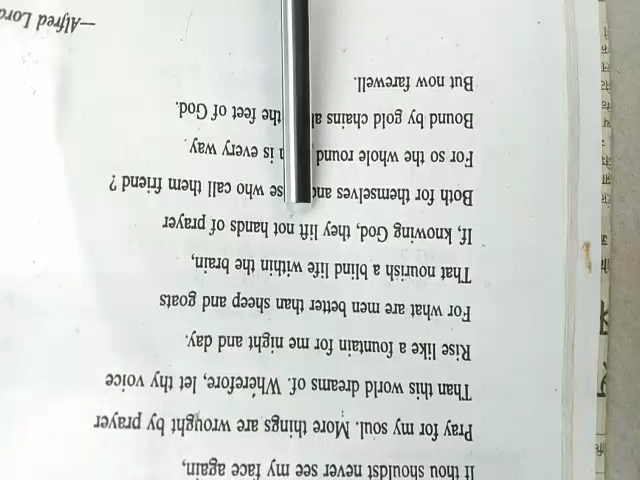 If thou shouldst never see my face again,
Pray for my soul. More things are wrought by prayer
Than this world dreams of. Wherefore, let thy voice
Rise like a fountain for me night and day.
For what are men better than sheep and goats
That nourish a blind life within the brain,
If, knowing God, they lift not hands of prayer
Both for themselves and se who call them friend ?
For so the whole round is every way
Bound by gold chains a the feet of God.
But now farewell.
—Alfred Lord